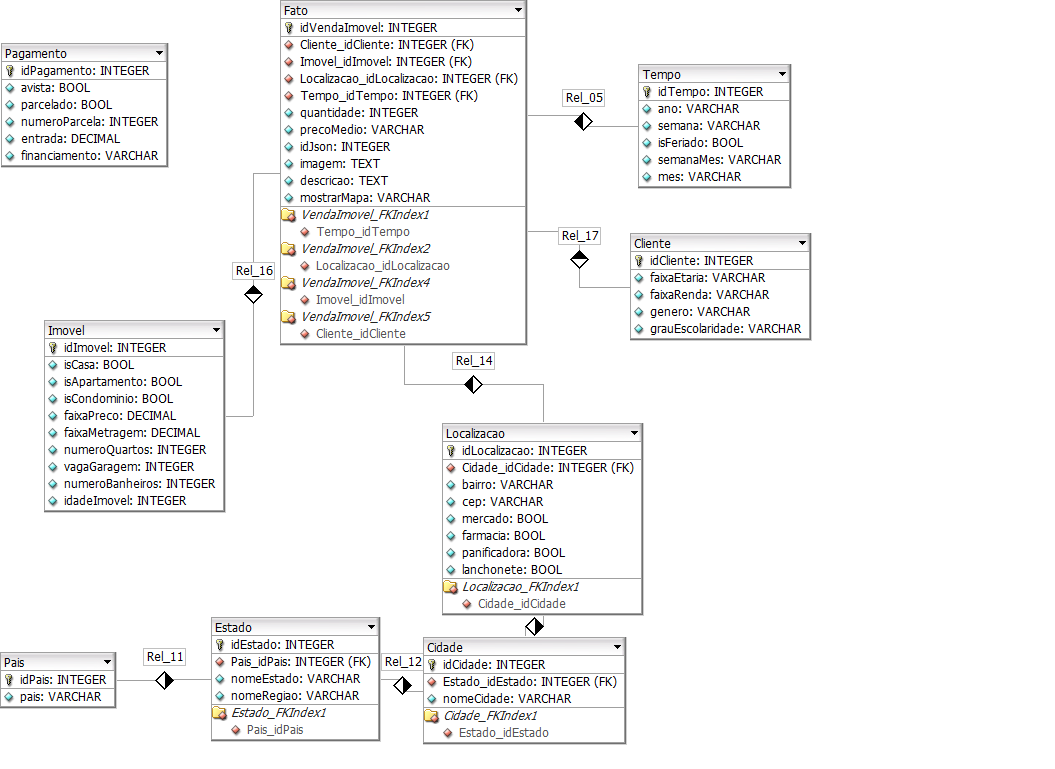 Fato
idVendaImovel: INTEGER
Cliente_idCliente: INTEGER (FK)
Imovel_idImovel: INTEGER (FK)
Localizacao_idLocalizacao: INTEGER (FK)
Tempo_idTempo: INTEGER (FK)
quantidade: INTEGER
precoMedio: VARCHAR
idJson: INTEGER
imagem: TEXT
descricao: TEXT
mostrarMapa: VARCHAR
VendaImovel_FKIndex1
Tempo_idTempo
VendaImovel_FKIndex2
Localizacao_idLocalizacao
VendaImovel_FKIndex4
Imovel_idImovel
VendaImovel_FKIndex5
Cliente_idCliente
Pagamento
idPagamento: INTEGER
avista: BOOL
parcelado: BOOL
numeroParcela: INTEGER
entrada: DECIMAL
financiamento: VARCHAR
Rel_05
Tempo
idTempo: INTEGER
ano: VARCHAR
semana: VARCHAR
isFeriado: BOOL
semanaMes: VARCHAR
mes: VARCHAR
Rel_17
Cliente
idCliente: INTEGER
faixaEtaria: VARCHAR
faixaRenda: VARCHAR
genero: VARCHAR
grauEscolaridade: VARCHAR
Rel_16
Imovel
idImovel: INTEGER
isCasa: BOOL
isApartamento: BOOL
isCondominio: BOOL
faixaPreco: DECIMAL
faixaMetragem: DECIMAL
numeroQuartos: INTEGER
vagaGaragem: INTEGER
numeroBanheiros: INTEGER
idadeImovel: INTEGER
Rel_14
Localizacao
idLocalizacao: INTEGER
Cidade_idCidade: INTEGER (FK)
bairro: VARCHAR
cep: VARCHAR
mercado: BOOL
farmacia: BOOL
panificadora: BOOL
lanchonete: BOOL
Localizacao_FKIndex1
Cidade_idCidade
Pais
idPais: INTEGER
pais: VARCHAR
Rel_11
Estado
idEstado: INTEGER
Pais_idPais: INTEGER (FK)
nomeEstado: VARCHAR
nomeRegiao: VARCHAR
Estado_FKIndex1
Pais_idPais
Rel_12
Cidade
idCidade: INTEGER
Estado_idEstado: INTEGER (FK)
nomeCidade: VARCHAR
Cidade_FKIndex1
Estado_idEstado